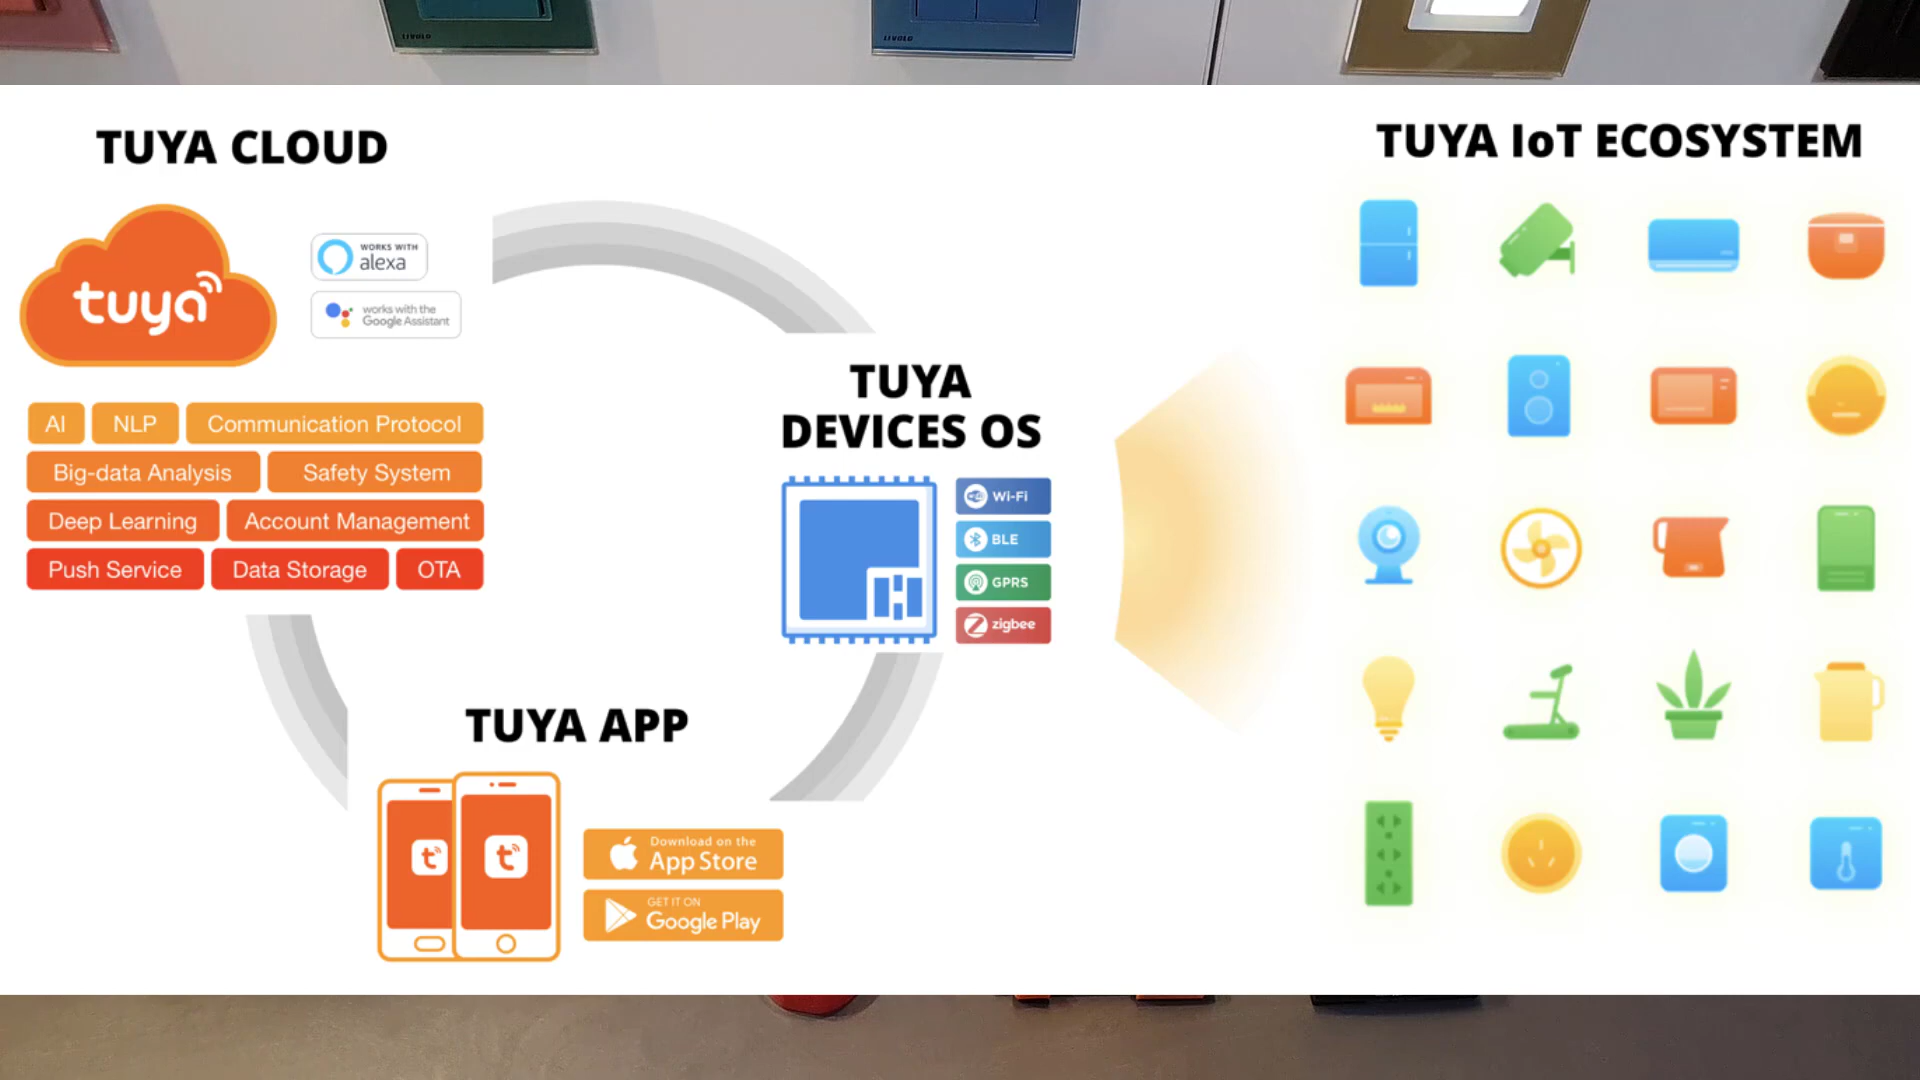 LIVOLO
LIVOLO
TUYA CLOUD
tuya
WORKS WITH
alexa
works with the
Google Assistant
AI
NLP
Communication Protocol
Big-data Analysis
Safety System
Deep Learning
Account Management
Push Service
Data Storage
OTA
TUYA
DEVICES OS
Wi-Fi
BLE
GPRS
zigbee
TUYA APP
t
t
Download on the
App Store
GET IT ON
Google Play
TUYA IoT ECOSYSTEM